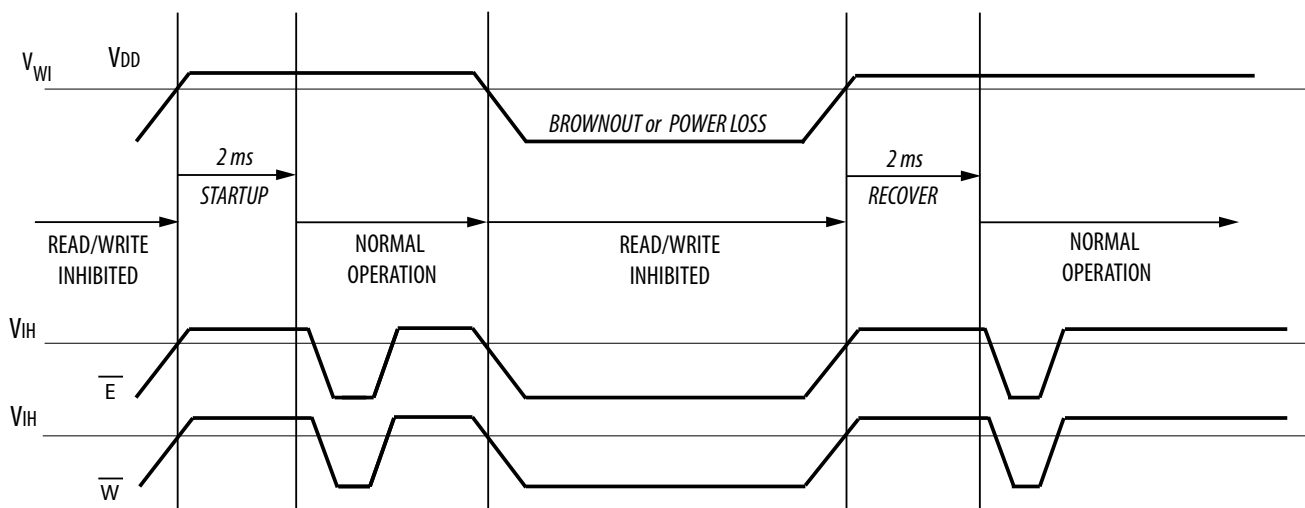 VWI VDD
BROWNOUT or POWER LOSS
2 ms
STARTUP
2 ms
RECOVER
READ/WRITE
INHIBITED
NORMAL
OPERATION
READ/WRITE
INHIBITED
NORMAL
OPERATION
VIH
E
VIH
W